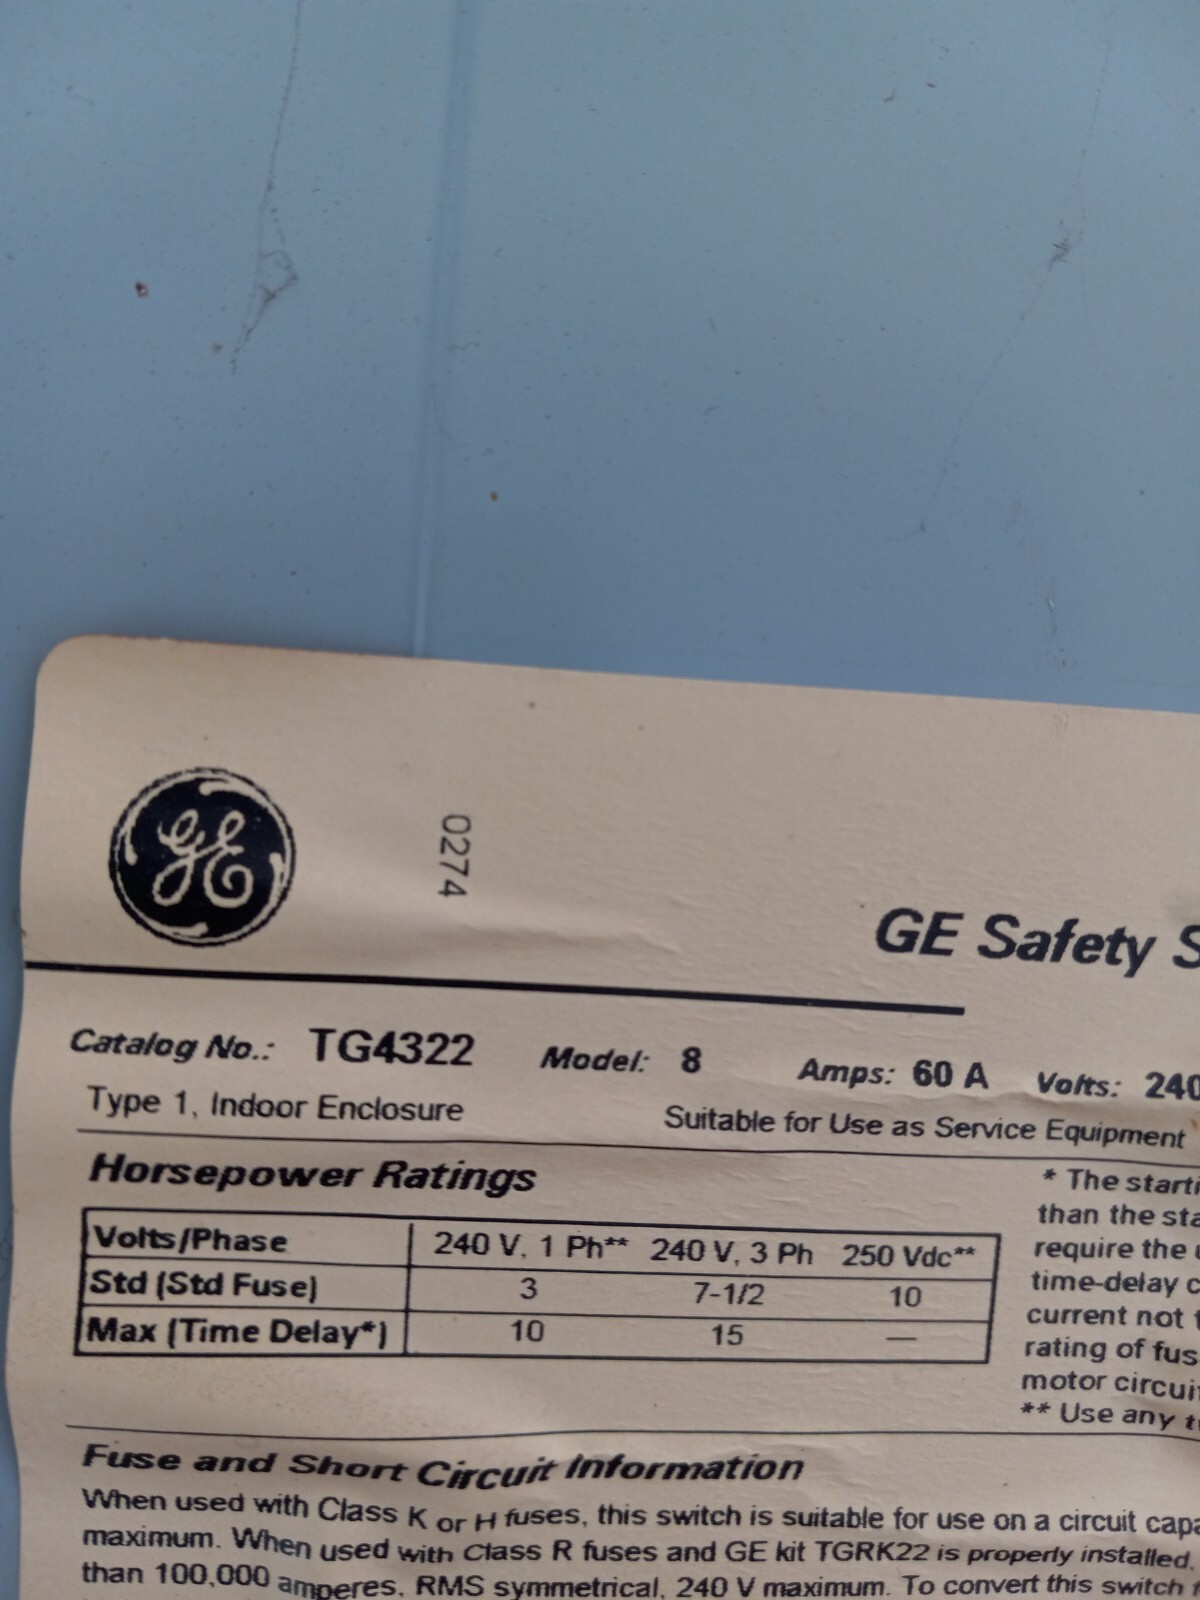 GE
0274
GE Safety S
Catalog No.: TG4322 Model: 8 Amps: 60 A Volts: 240
Type 1, Indoor Enclosure Suitable for Use as Service Equipment
Horsepower Ratings
Volts/Phase 240 V, 1 Ph** 240 V, 3 Ph 250 Vdc**
Std (Std Fuse) 3 7-1/2 10
Max (Time Delay*) 10 15 —
* The starti
than the sta
require the
time-delay c
current not
rating of fus
motor circuit
** Use any
Fuse and Short Circuit Information
When used with Class K or H fuses, this switch is suitable for use on a circuit capa
maximum. When used with Class R fuses and GE kit TGRK22 is properly installed,
than 100,000 amperes, RMS symmetrical, 240 V maximum. To convert this switch f